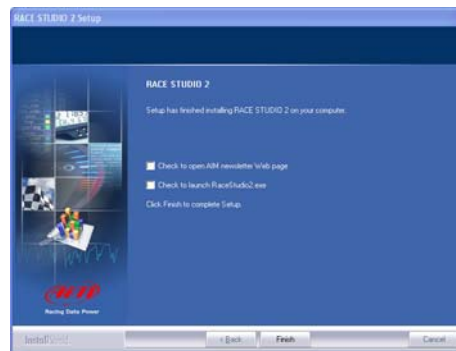 RACE STUDIO 2 Setup
RACE STUDIO 2
Setup has finished installing RACE STUDIO 2 on your computer.
Check to open AIM newsletter Web page
Check to launch RaceStudio2.exe
Click Finish to complete Setup.
AIM
Racing Data Power
InstallShield
< Back
Finish
Cancel